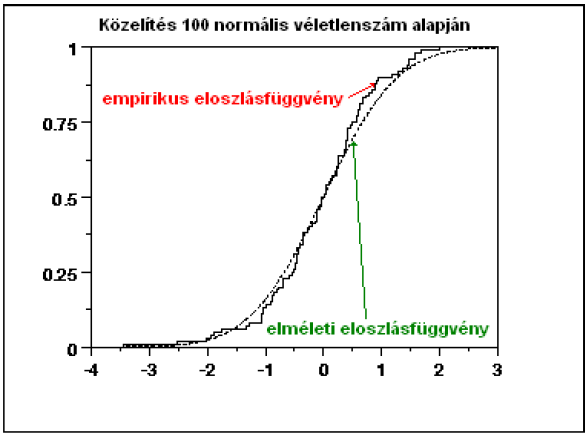 Közelítés 100 normális véletlenszám alapján
1
empirikus eloszlásfüggvény
0.75
0.5
0.25
elméleti eloszlásfüggvény
0
-4 -3 -2 -1 0 1 2 3